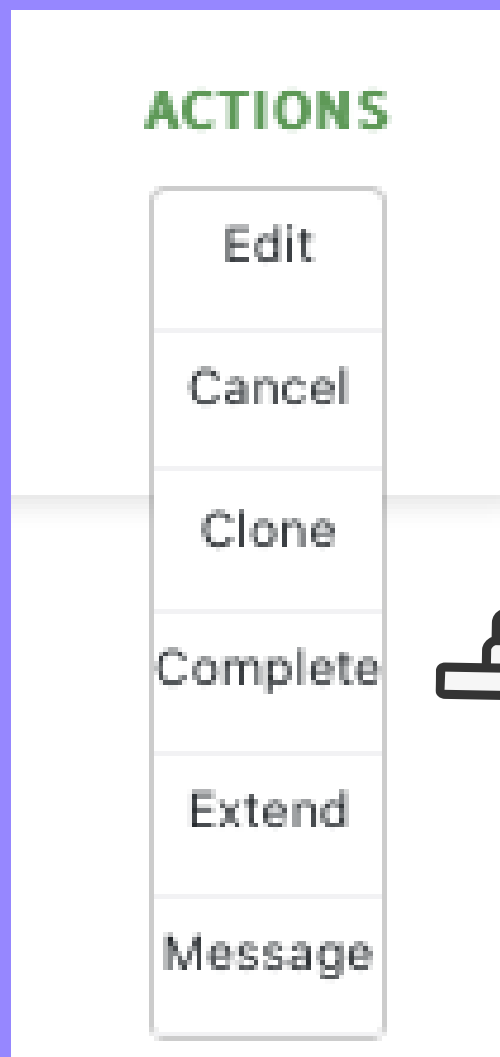 ACTIONS
Edit
Cancel
Clone
Complete
Extend
Message